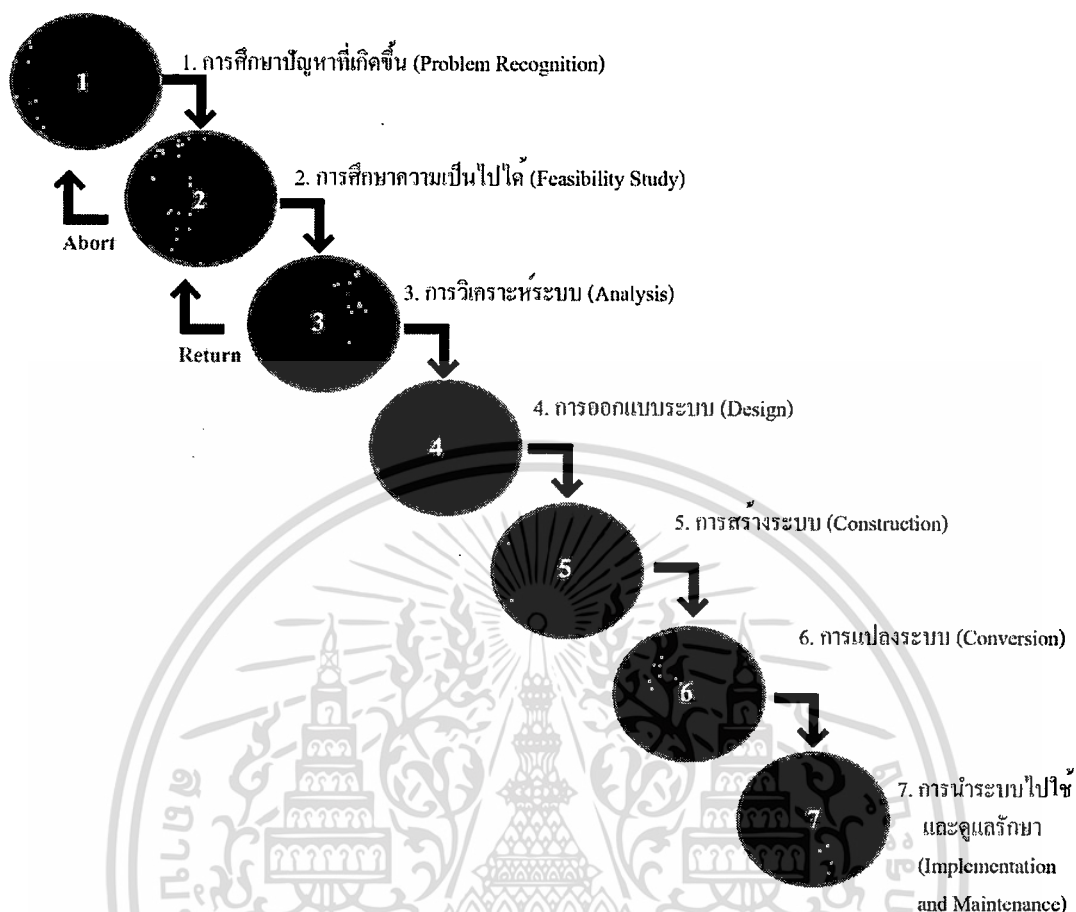 1
1. การศึกษาปัญหาที่เกิดขึ้น (Problem Recognition)
2
2. การศึกษาความเป็นไปได้ (Feasibility Study)
Abort
3
3. การวิเคราะห์ระบบ (Analysis)
Return
4
4. การออกแบบระบบ (Design)
5
5. การสร้างระบบ (Construction)
6
6. การแปลงระบบ (Conversion)
7
7. การนำระบบไปใช้
และดูแลรักษา
(Implementation
and Maintenance)